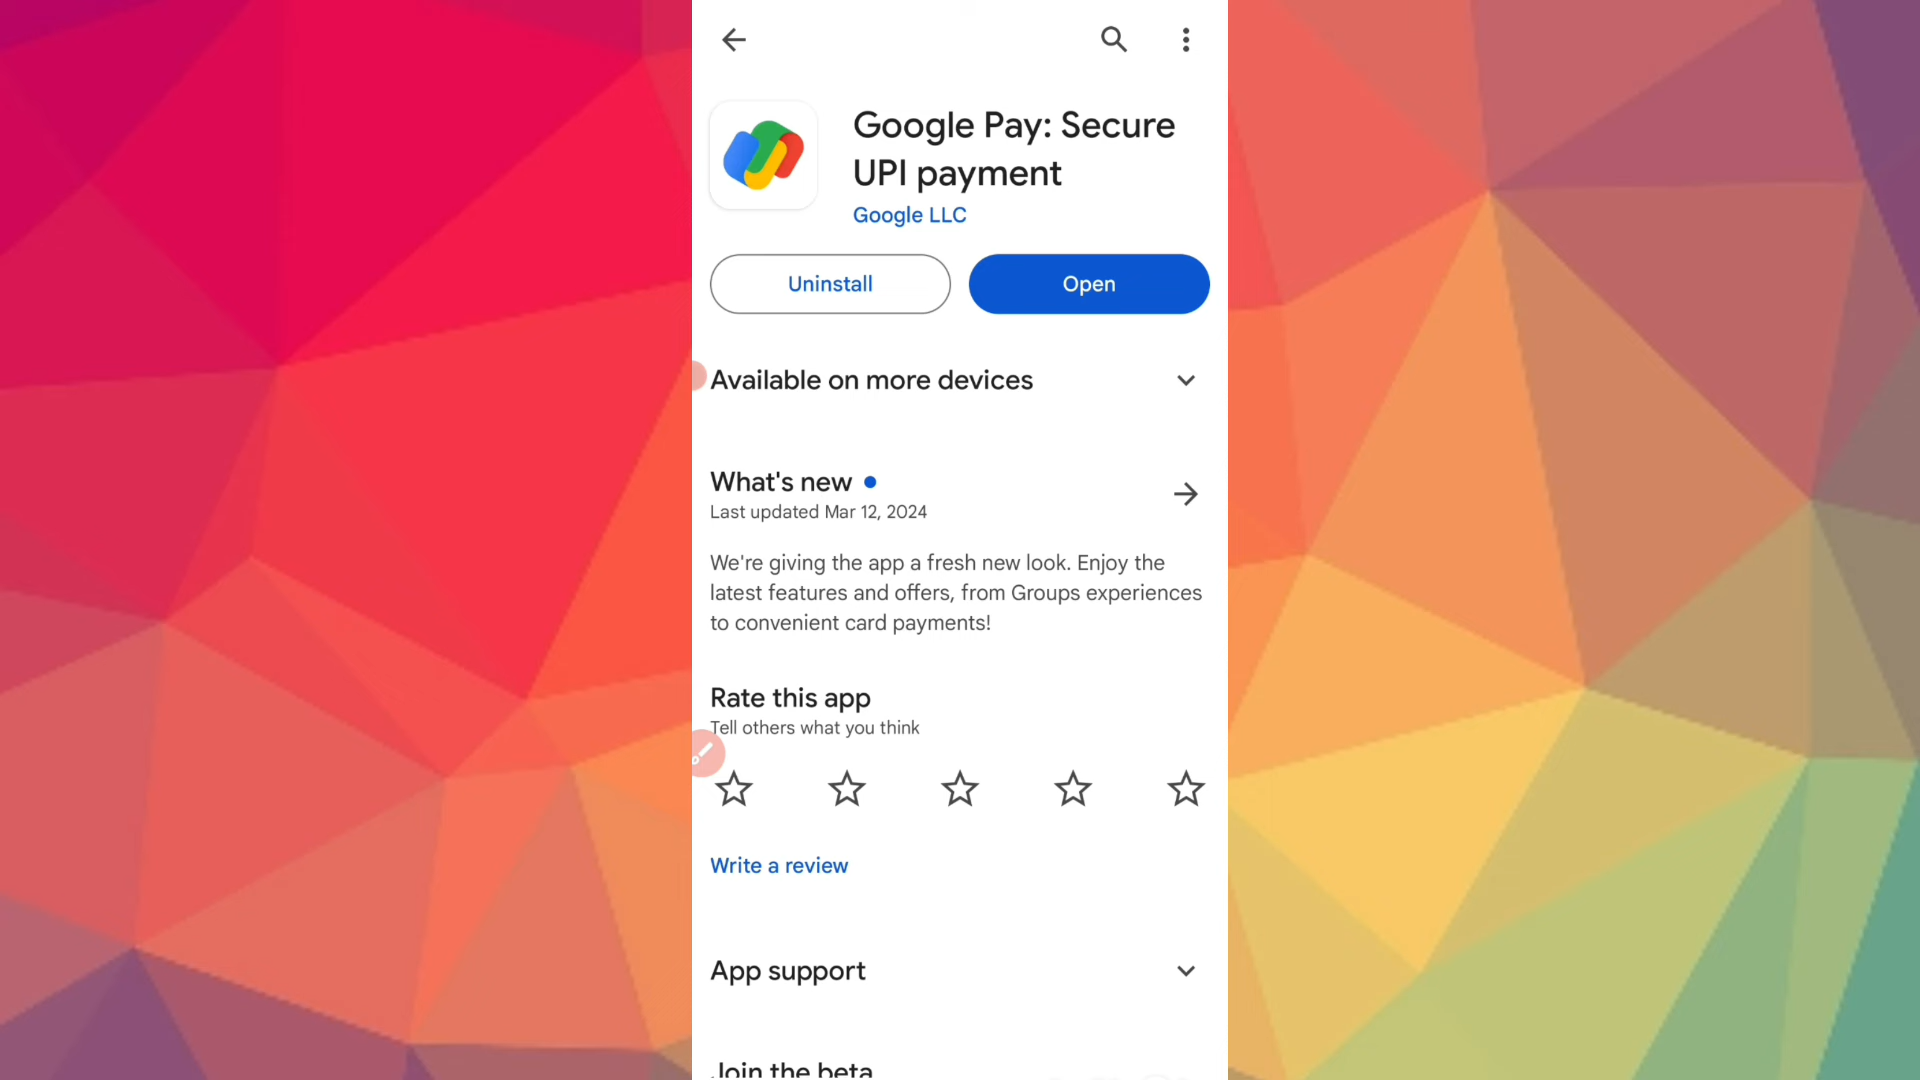 Google Pay: Secure
UPI payment
Google LLC
Uninstall
Open
Available on more devices
What's new
Last updated Mar 12, 2024
We're giving the app a fresh new look. Enjoy the
latest features and offers, from Groups experiences
to convenient card payments!
Rate this app
Tell others what you think
Write a review
App support
Join the beta